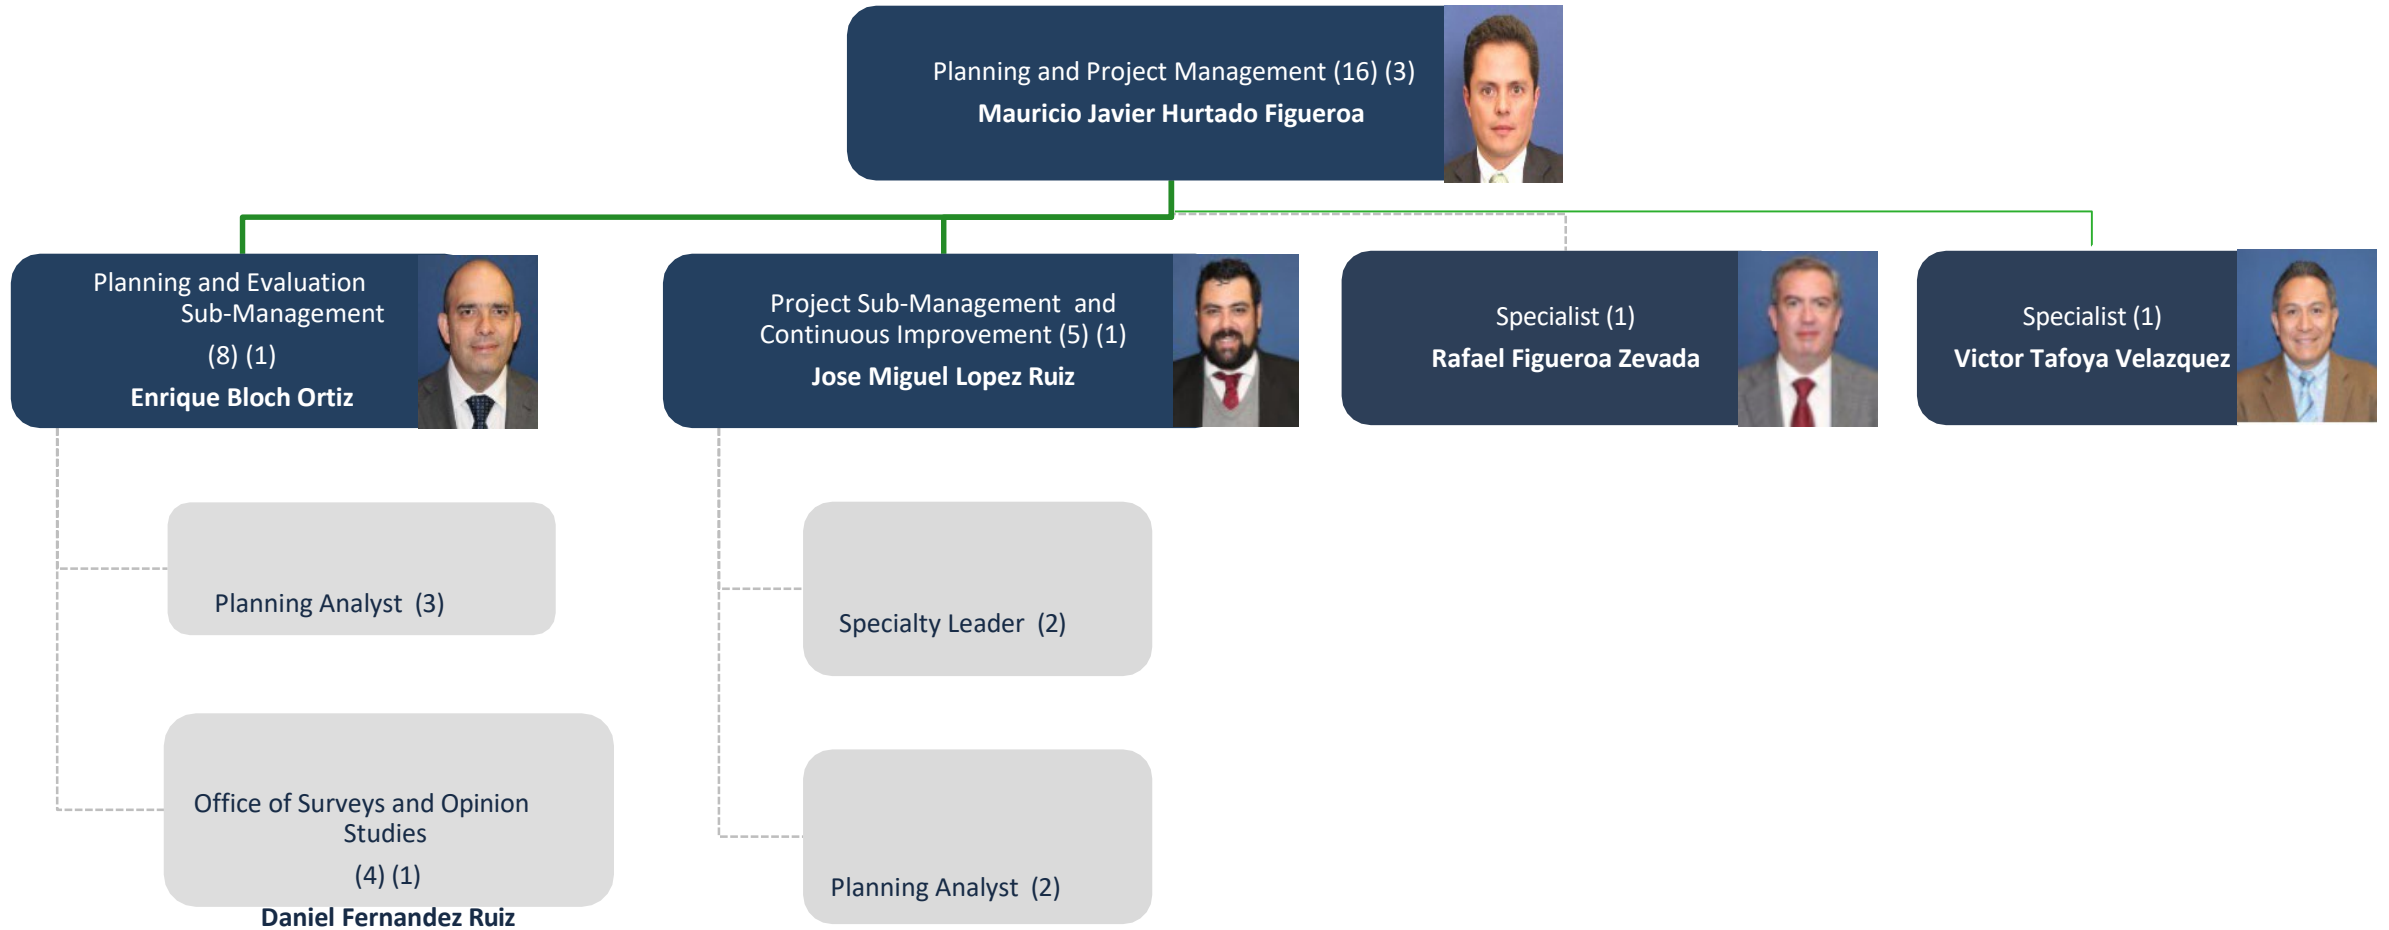 Planning and Project Management (16) (3)
Mauricio Javier Hurtado Figueroa
Planning and Evaluation
Sub-Management
(8) (1)
Enrique Bloch Ortiz
Project Sub-Management and
Continuous Improvement (5) (1)
Jose Miguel Lopez Ruiz
Specialist (1)
Rafael Figueroa Zevada
Specialist (1)
Victor Tafoya Velazquez
Planning Analyst (3)
Specialty Leader (2)
Office of Surveys and Opinion
Studies
(4) (1)
Daniel Fernandez Ruiz
Planning Analyst (2)